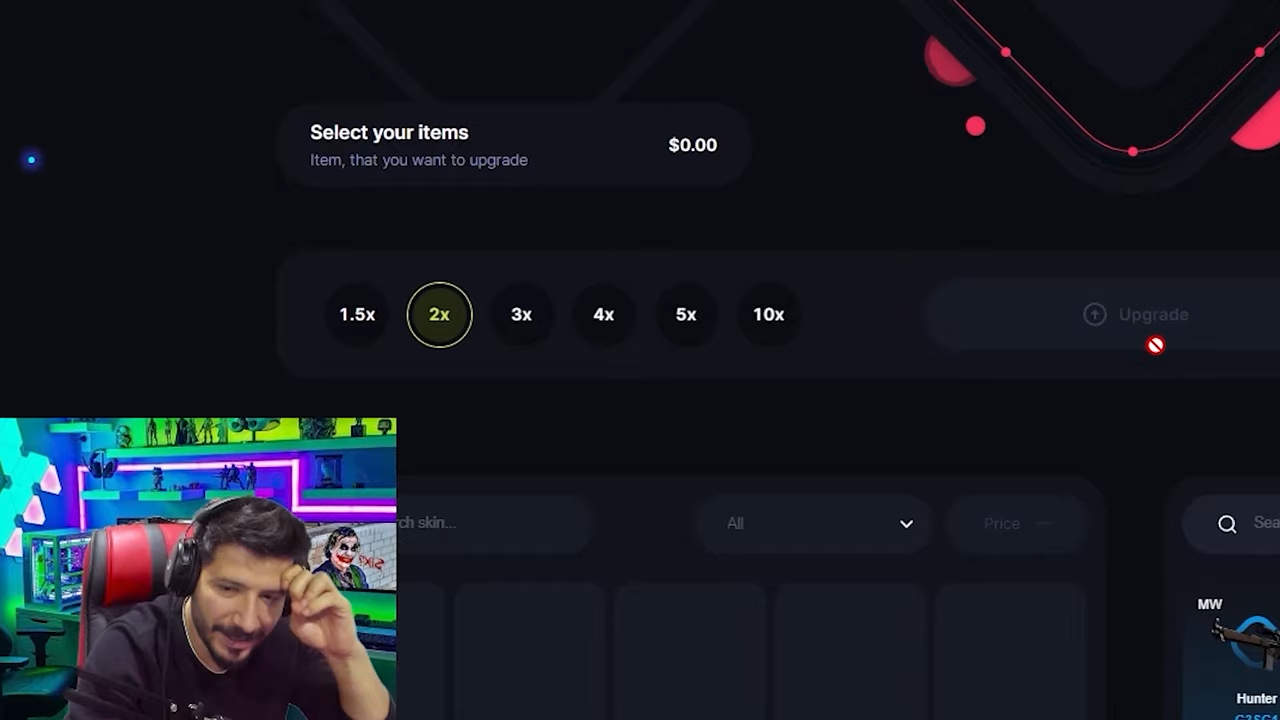 Select your items
Item, that you want to upgrade
$0.00
1.5x
2x
3x
4x
5x
10x
Upgrade
skin...
All
Price
MW
Hunter